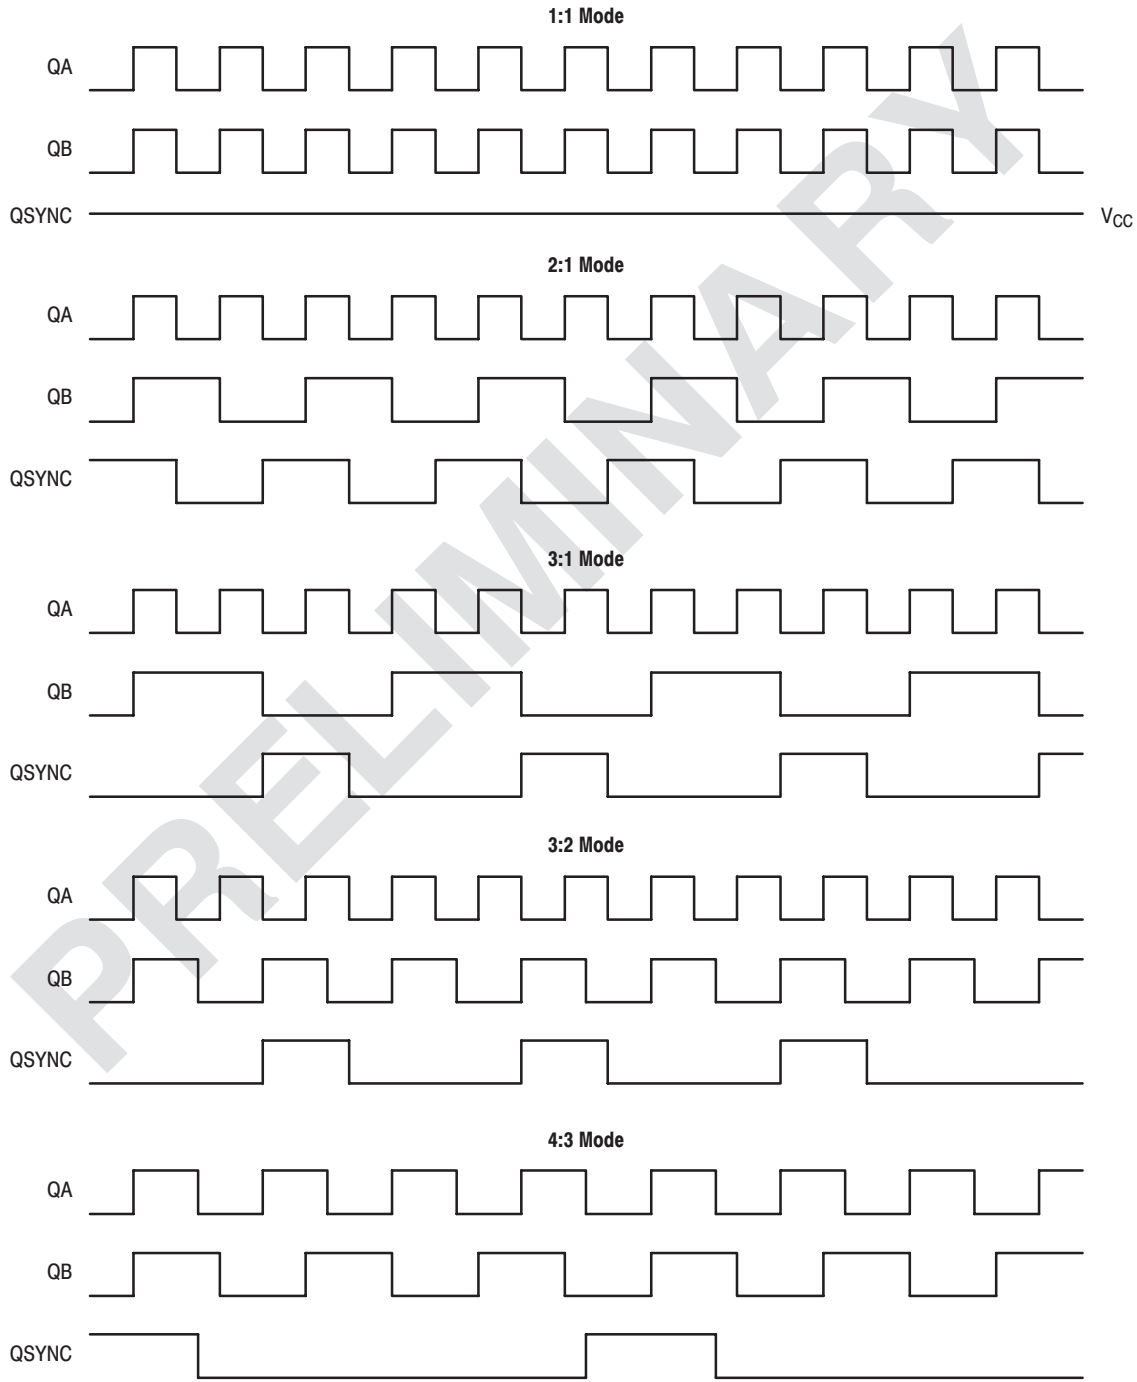 1:1 Mode
QA
QB
QSYNC
VCC
2:1 Mode
QA
QB
QSYNC
3:1 Mode
QA
QB
QSYNC
3:2 Mode
QA
QB
QSYNC
4:3 Mode
QA
QB
QSYNC
PRELIMINARY